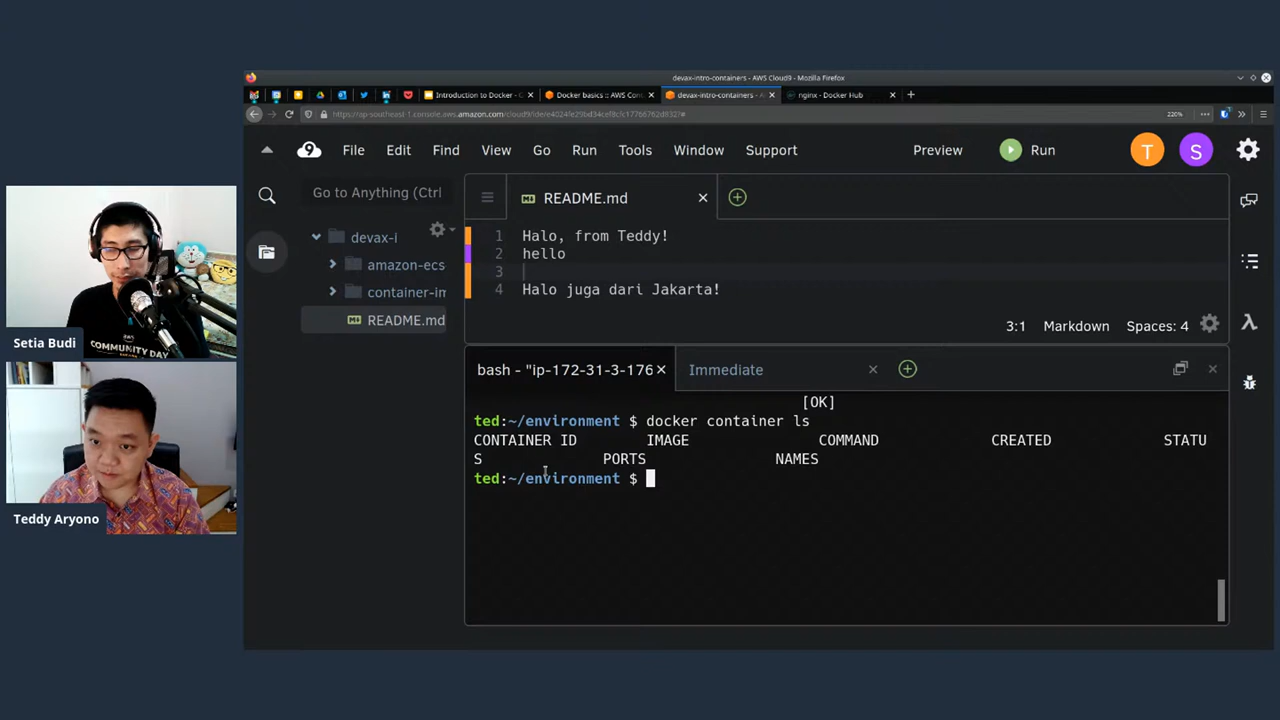 devax-intro-containers - AWS Cloud9 - Mozilla Firefox
Introduction to Docker - G
Docker basics :: AWS Con
devax-intro-containers - A
nginx - Docker Hub
220%
9
File Edit Find View Go Run Tools Window Support Preview Run T S
Go to Anything (Ctrl
README.md
devax-i
amazon-ecs
container-im
README.md
1 Halo, from Teddy!
2 hello
3
4 Halo juga dari Jakarta!
3:1 Markdown Spaces: 4
bash - "ip-172-31-3-176
Immediate
[OK]
ted:~/environment $ docker container ls
CONTAINER ID IMAGE COMMAND CREATED STATU
S PORTS NAMES
ted:~/environment $
aws
COMMUNITY DAY
Setia Budi
Teddy Aryono